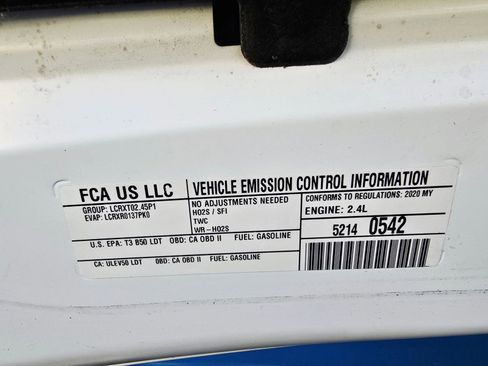 FCA US LLC
GROUP: LCRXT02.45P1
EVAP: LCRXR0137PK0
VEHICLE EMISSION CONTROL INFORMATION
NO ADJUSTMENTS NEEDED
HO2S / SFI
TWC
WR-HO2S
CONFORMS TO REGULATIONS: 2020 MY
ENGINE: 2.4L
5214 0542
U.S. EPA: T3 B50 LDT OBD: CA OBD II FUEL: GASOLINE
CA: ULEV50 LDT OBD: CA OBD II FUEL: GASOLINE